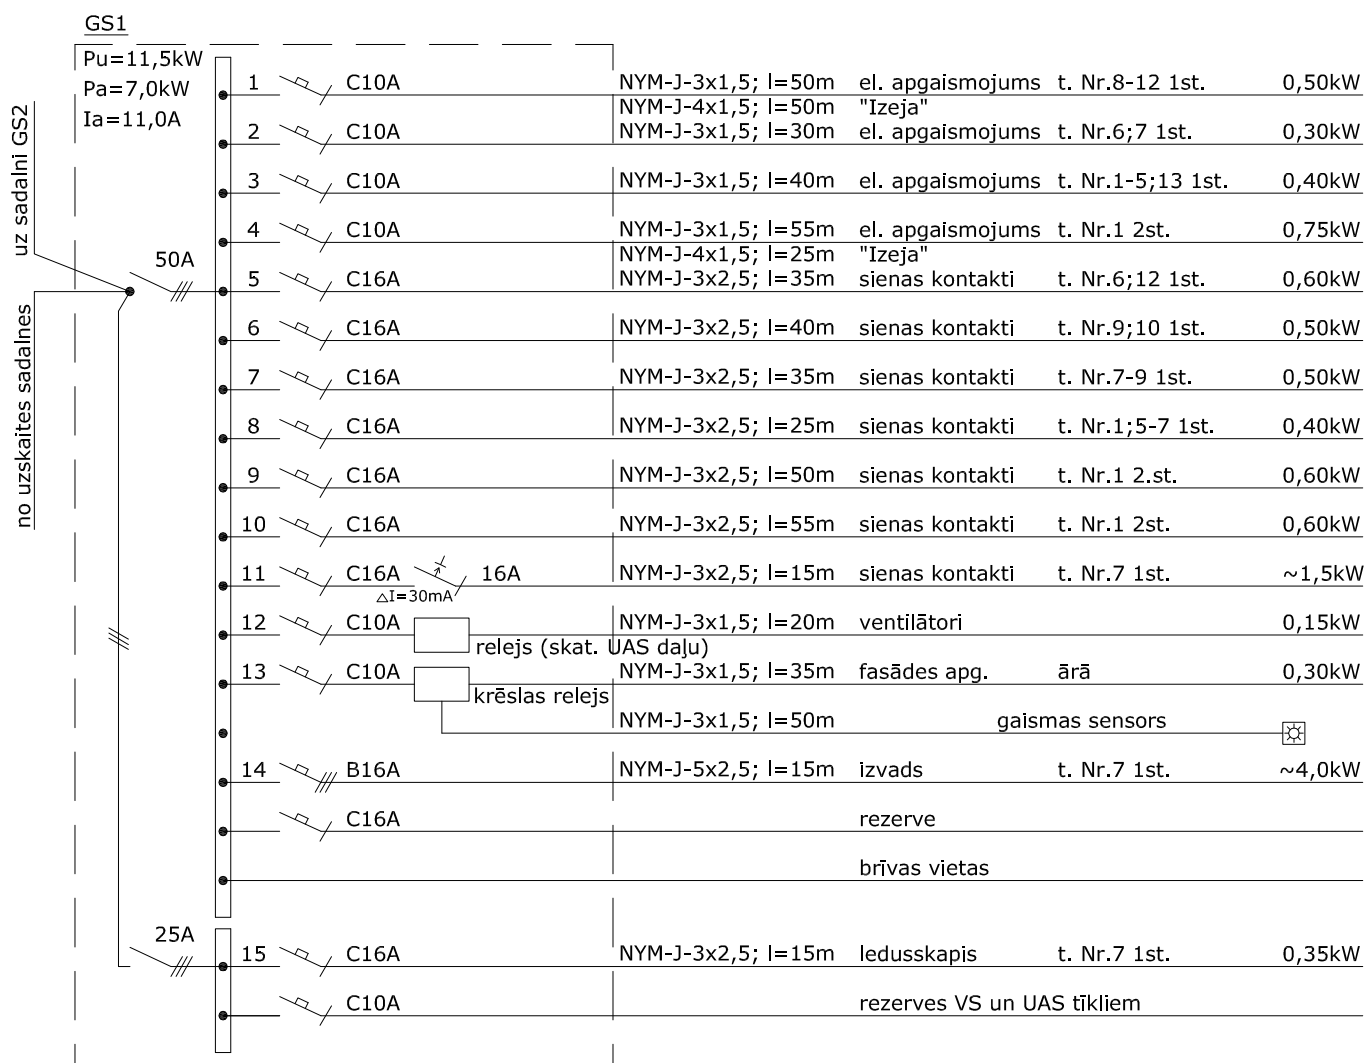 GS1
Pu=11,5kW
Pa=7,0kW
Ia=11,0A
uz sadalni GS2
no uzskaites sadalnes
50A
1 C10A NYM-J-3x1,5; l=50m el. apgaismojums t. Nr.8-12 1st. 0,50kW
NYM-J-4x1,5; l=50m "Izeja"
2 C10A NYM-J-3x1,5; l=30m el. apgaismojums t. Nr.6;7 1st. 0,30kW
3 C10A NYM-J-3x1,5; l=40m el. apgaismojums t. Nr.1-5;13 1st. 0,40kW
4 C10A NYM-J-3x1,5; l=55m el. apgaismojums t. Nr.1 2st. 0,75kW
NYM-J-4x1,5; l=25m "Izeja"
5 C16A NYM-J-3x2,5; l=35m sienas kontakti t. Nr.6;12 1st. 0,60kW
6 C16A NYM-J-3x2,5; l=40m sienas kontakti t. Nr.9;10 1st. 0,50kW
7 C16A NYM-J-3x2,5; l=35m sienas kontakti t. Nr.7-9 1st. 0,50kW
8 C16A NYM-J-3x2,5; l=25m sienas kontakti t. Nr.1;5-7 1st. 0,40kW
9 C16A NYM-J-3x2,5; l=50m sienas kontakti t. Nr.1 2.st. 0,60kW
10 C16A NYM-J-3x2,5; l=55m sienas kontakti t. Nr.1 2st. 0,60kW
11 C16A 16A NYM-J-3x2,5; l=15m sienas kontakti t. Nr.7 1st. ~1,5kW
△I=30mA
12 C10A NYM-J-3x1,5; l=20m ventilātori 0,15kW
relejs (skat. UAS daļu)
13 C10A NYM-J-3x1,5; l=35m fasādes apg. ārā 0,30kW
krēslas relejs
NYM-J-3x1,5; l=50m gaismas sensors
14 B16A NYM-J-5x2,5; l=15m izvads t. Nr.7 1st. ~4,0kW
C16A rezerve
brīvas vietas
25A
15 C16A NYM-J-3x2,5; l=15m ledusskapis t. Nr.7 1st. 0,35kW
C10A rezerves VS un UAS tīkliem